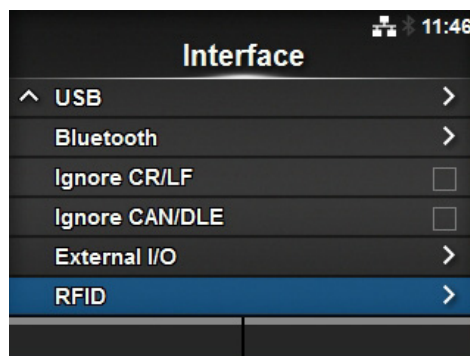 11:46
Interface
USB
Bluetooth
Ignore CR/LF
Ignore CAN/DLE
External I/O
RFID